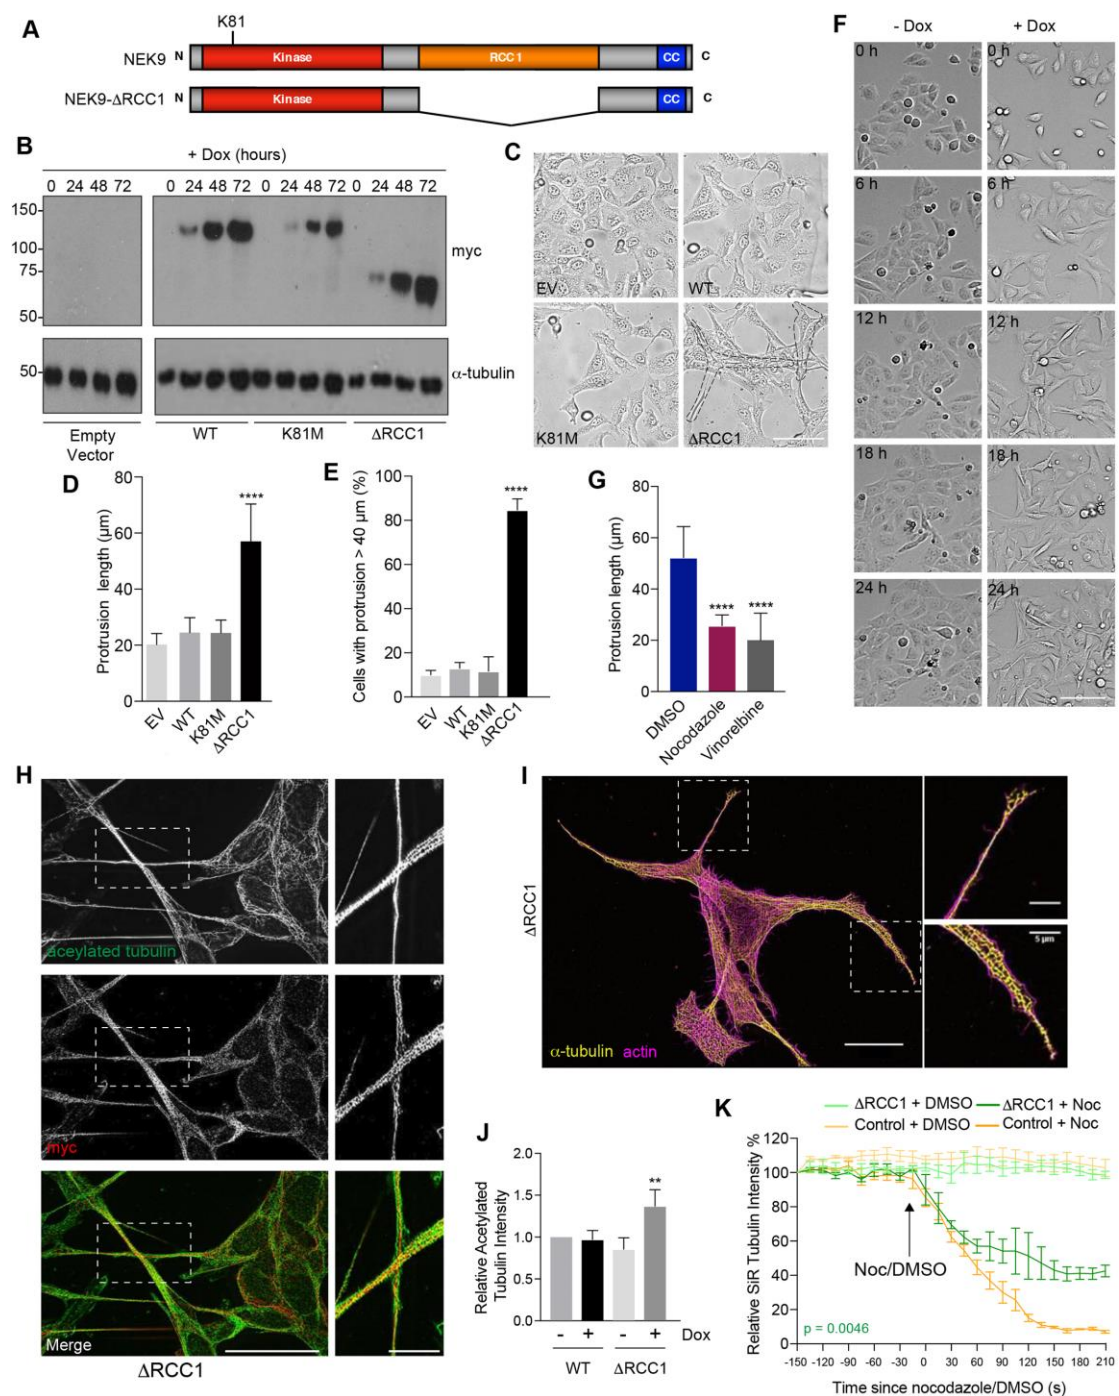 A
K81
NEK9 N Kinase RCC1 CC C
NEK9-ΔRCC1 N Kinase CC C
B
+ Dox (hours)
0 24 48 72 0 24 48 72 0 24 48 72 0 24 48 72
150
100
75
50
myc
50
α-tubulin
Empty Vector
WT
K81M
ΔRCC1
C
EV
WT
K81M
ΔRCC1
D
Protrusion length (μm)
80
60
40
20
0
****
EV
WT
K81M
ΔRCC1
E
Cells with protrusion > 40 μm (%)
100
80
60
40
20
0
****
EV
WT
K81M
ΔRCC1
F
- Dox + Dox
0 h 0 h
6 h 6 h
12 h 12 h
18 h 18 h
24 h 24 h
G
Protrusion length (μm)
80
60
40
20
0
**** ****
DMSO
Nocodazole
Vinorelbine
H
aceylated tubulin
myc
Merge
ΔRCC1
I
ΔRCC1
α-tubulin actin
5 μm
J
Relative Acetylated
Tubulin Intensity
2.0
1.5
1.0
0.5
0.0
**
- + - + Dox
WT ΔRCC1
K
ΔRCC1 + DMSO ΔRCC1 + Noc
Control + DMSO Control + Noc
Relative SiR Tubulin Intensity %
120
100
80
60
40
20
0
Noc/DMSO
p = 0.0046
-150 -120 -90 -60 -30 0 30 60 90 120 150 180 210
Time since nocodazole/DMSO (s)